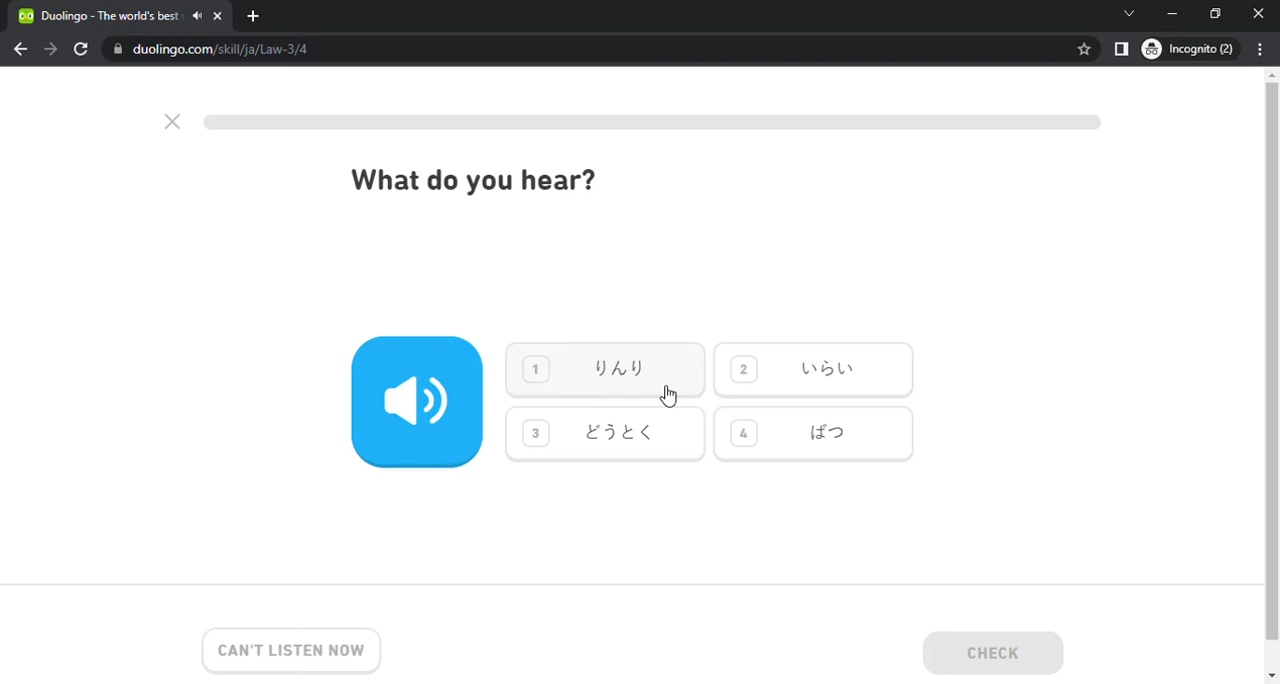 Duolingo - The world's best
duolingo.com/skill/ja/Law-3/4
Incognito (2)
What do you hear?
1 りんり
2 いらい
3 どうとく
4 ばつ
CAN'T LISTEN NOW
CHECK